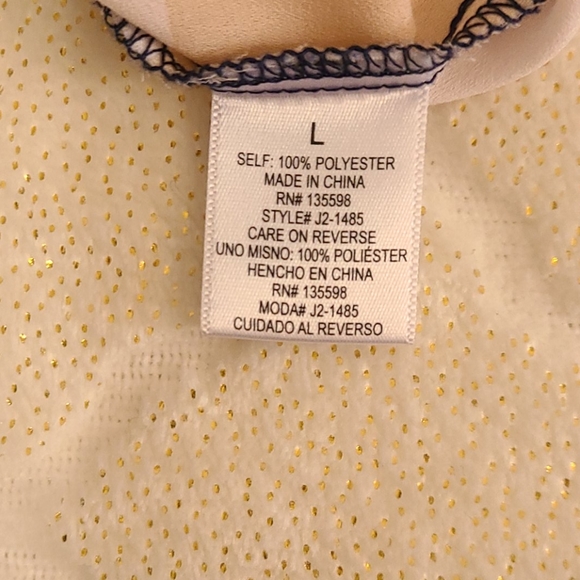 L
SELF: 100% POLYESTER
MADE IN CHINA
RN# 135598
STYLE# J2-1485
CARE ON REVERSE
UNO MISNO: 100% POLIÉSTER
HENCHO EN CHINA
RN# 135598
MODA# J2-1485
CUIDADO AL REVERSO